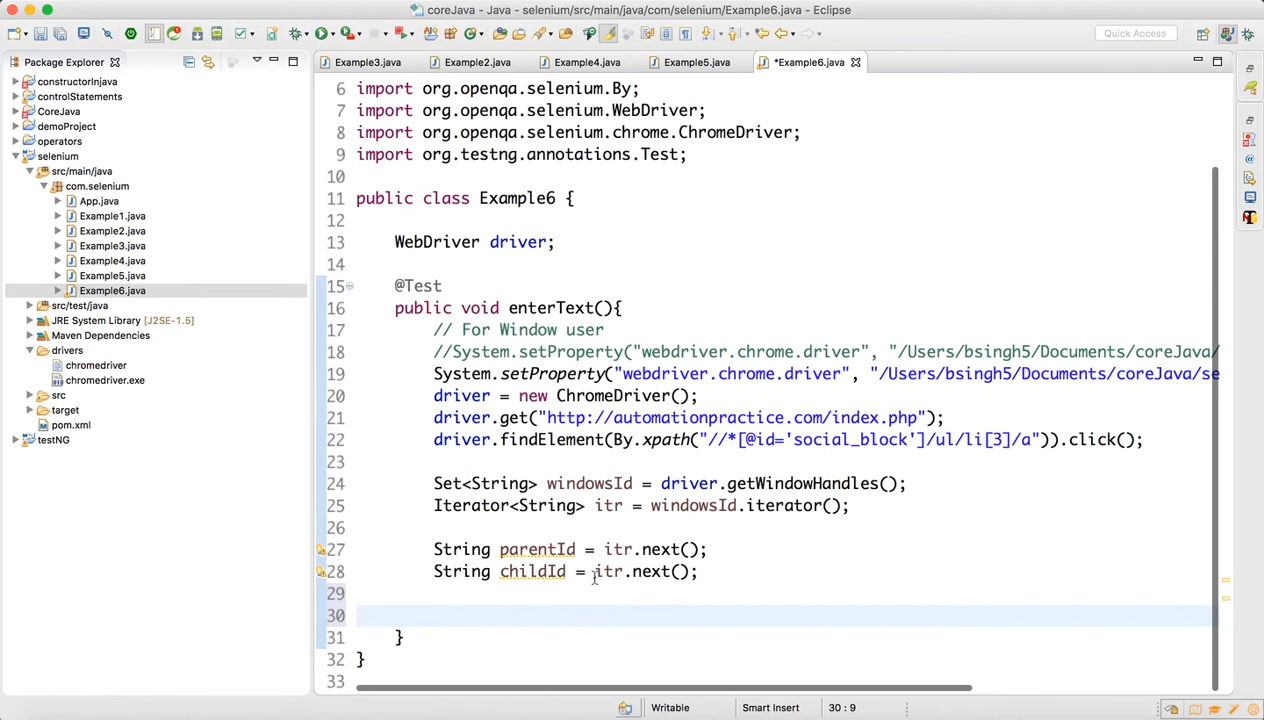 coreJava - Java - selenium/src/main/java/com/selenium/Example6.java - Eclipse
Quick Access
Package Explorer
Example3.java
Example2.java
Example4.java
Example5.java
*Example6.java
constructorInjava
controlStatements
CoreJava
demoProject
operators
selenium
src/main/java
com.selenium
App.java
Example1.java
Example2.java
Example3.java
Example4.java
Example5.java
Example6.java
src/test/java
JRE System Library [J2SE-1.5]
Maven Dependencies
drivers
chromedriver
chromedriver.exe
src
target
pom.xml
testNG
6 import org.openqa.selenium.By;
7 import org.openqa.selenium.WebDriver;
8 import org.openqa.selenium.chrome.ChromeDriver;
9 import org.testng.annotations.Test;
10
11 public class Example6 {
12
13 WebDriver driver;
14
15 @Test
16 public void enterText(){
17 // For Window user
18 //System.setProperty("webdriver.chrome.driver", "/Users/bsingh5/Documents/coreJava/
19 System.setProperty("webdriver.chrome.driver", "/Users/bsingh5/Documents/coreJava/se
20 driver = new ChromeDriver();
21 driver.get("http://automationpractice.com/index.php");
22 driver.findElement(By.xpath("//*[@id='social_block']/ul/li[3]/a")).click();
23
24 Set<String> windowsId = driver.getWindowHandles();
25 Iterator<String> itr = windowsId.iterator();
26
27 String parentId = itr.next();
28 String childId = itr.next();
29
30
31 }
32 }
33
Writable
Smart Insert
30 : 9